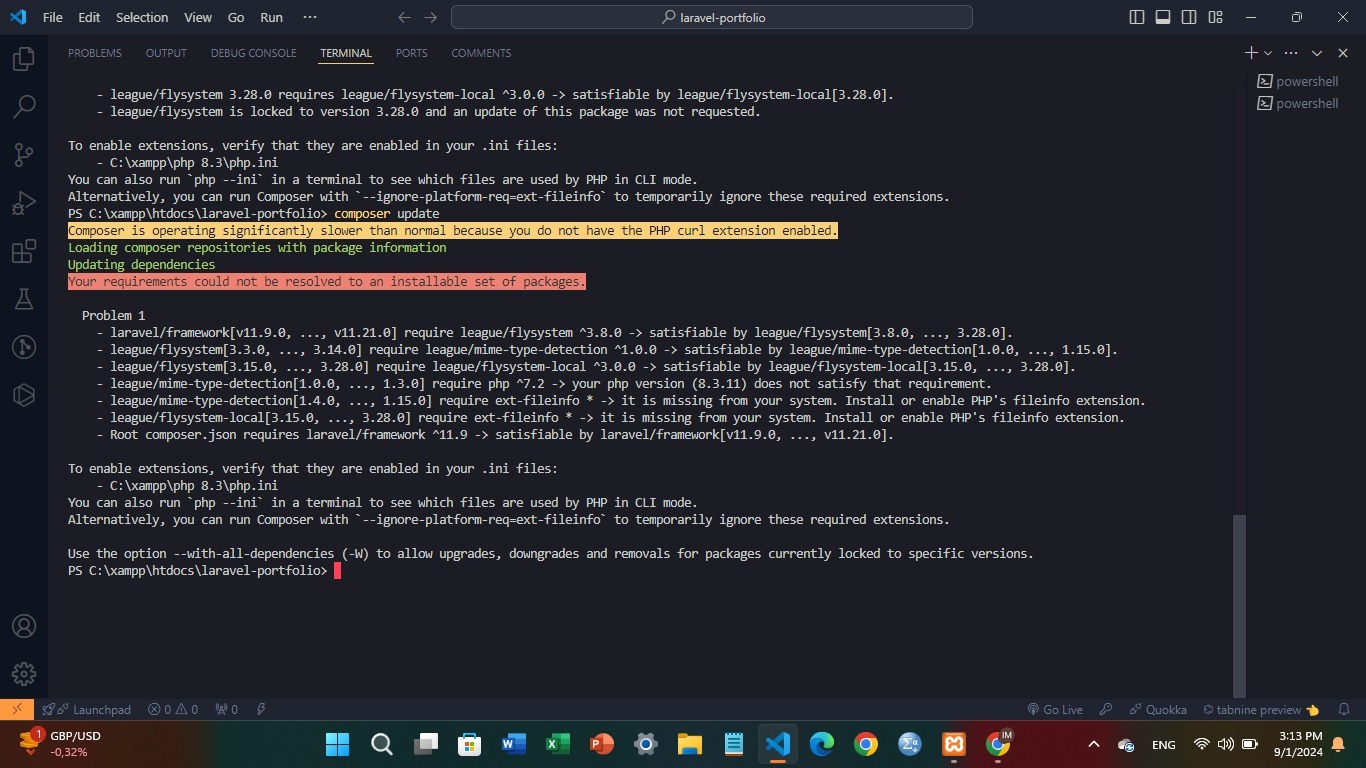 File Edit Selection View Go Run ···
laravel-portfolio
PROBLEMS OUTPUT DEBUG CONSOLE TERMINAL PORTS COMMENTS
powershell
powershell
- league/flysystem 3.28.0 requires league/flysystem-local ^3.0.0 -> satisfiable by league/flysystem-local[3.28.0].
- league/flysystem is locked to version 3.28.0 and an update of this package was not requested.
To enable extensions, verify that they are enabled in your .ini files:
- C:\xampp\php 8.3\php.ini
You can also run `php --ini` in a terminal to see which files are used by PHP in CLI mode.
Alternatively, you can run Composer with `--ignore-platform-req=ext-fileinfo` to temporarily ignore these required extensions.
PS C:\xampp\htdocs\laravel-portfolio> composer update
Composer is operating significantly slower than normal because you do not have the PHP curl extension enabled.
Loading composer repositories with package information
Updating dependencies
Your requirements could not be resolved to an installable set of packages.
Problem 1
- laravel/framework[v11.9.0, ..., v11.21.0] require league/flysystem ^3.8.0 -> satisfiable by league/flysystem[3.8.0, ..., 3.28.0].
- league/flysystem[3.3.0, ..., 3.14.0] require league/mime-type-detection ^1.0.0 -> satisfiable by league/mime-type-detection[1.0.0, ..., 1.15.0].
- league/flysystem[3.15.0, ..., 3.28.0] require league/flysystem-local ^3.0.0 -> satisfiable by league/flysystem-local[3.15.0, ..., 3.28.0].
- league/mime-type-detection[1.0.0, ..., 1.3.0] require php ^7.2 -> your php version (8.3.11) does not satisfy that requirement.
- league/mime-type-detection[1.4.0, ..., 1.15.0] require ext-fileinfo * -> it is missing from your system. Install or enable PHP's fileinfo extension.
- league/flysystem-local[3.15.0, ..., 3.28.0] require ext-fileinfo * -> it is missing from your system. Install or enable PHP's fileinfo extension.
- Root composer.json requires laravel/framework ^11.9 -> satisfiable by laravel/framework[v11.9.0, ..., v11.21.0].
To enable extensions, verify that they are enabled in your .ini files:
- C:\xampp\php 8.3\php.ini
You can also run `php --ini` in a terminal to see which files are used by PHP in CLI mode.
Alternatively, you can run Composer with `--ignore-platform-req=ext-fileinfo` to temporarily ignore these required extensions.
Use the option --with-all-dependencies (-W) to allow upgrades, downgrades and removals for packages currently locked to specific versions.
PS C:\xampp\htdocs\laravel-portfolio>
Launchpad 0 0 0 Go Live Quokka tabnine preview
1 GBP/USD
-0,32%
IM
ENG
3:13 PM
9/1/2024